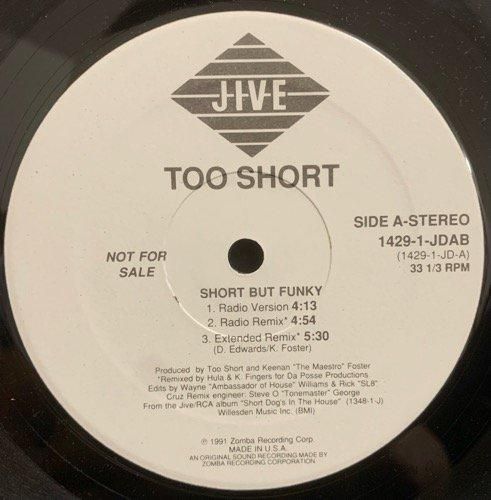 JIVE
TOO SHORT
SIDE A-STEREO
1429-1-JDAB
(1429-1-JD-A)
33 1/3 RPM
NOT FOR
SALE
SHORT BUT FUNKY
1. Radio Version 4:13
2. Radio Remix* 4:54
3. Extended Remix* 5:30
(D. Edwards/K. Foster)
Produced by Too Short and Keenan "The Maestro" Foster
*Remixed by Hula & K. Fingers for Da Posse Productions
Edits by Wayne "Ambassador of House" Williams & Rick "SL8"
Cruz Remix engineer: Steve O "Tonemaster" George
From the Jive/RCA album "Short Dog's In The House" (1348-1-J)
Willesden Music Inc. (BMI)
℗ 1991 Zomba Recording Corp.
MADE IN U.S.A.
AN ORIGINAL SOUND RECORDING MADE BY
ZOMBA RECORDING CORPORATION